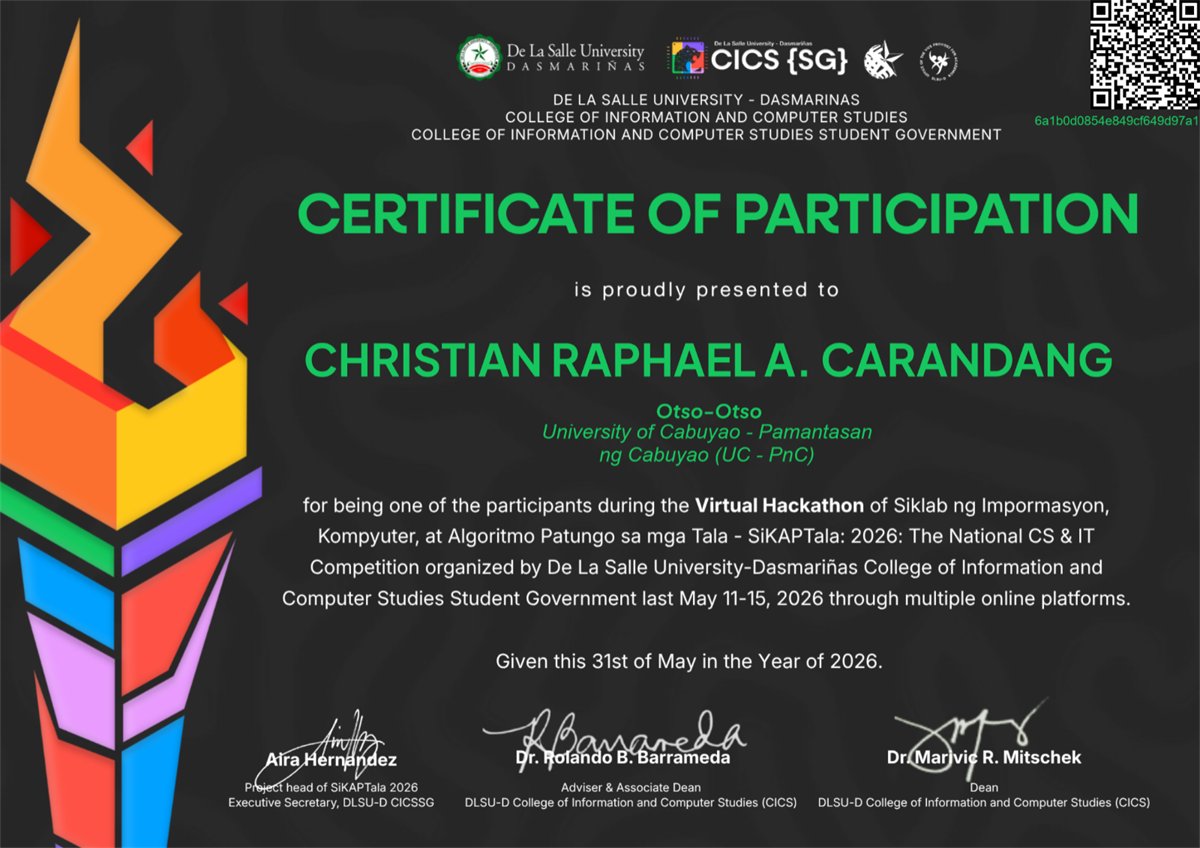 De La Salle University
DASMARIÑAS
De La Salle University - Dasmariñas
CICS {SG}
6a1b0d0854e849cf649d97a1
DE LA SALLE UNIVERSITY - DASMARINAS
COLLEGE OF INFORMATION AND COMPUTER STUDIES
COLLEGE OF INFORMATION AND COMPUTER STUDIES STUDENT GOVERNMENT
CERTIFICATE OF PARTICIPATION
is proudly presented to
CHRISTIAN RAPHAEL A. CARANDANG
Otso-Otso
University of Cabuyao - Pamantasan
ng Cabuyao (UC - PnC)
for being one of the participants during the Virtual Hackathon of Siklab ng Impormasyon,
Kompyuter, at Algoritmo Patungo sa mga Tala - SiKAPTala: 2026: The National CS & IT
Competition organized by De La Salle University-Dasmariñas College of Information and
Computer Studies Student Government last May 11-15, 2026 through multiple online platforms.
Given this 31st of May in the Year of 2026.
Aira Hernandez
Project head of SiKAPTala 2026
Executive Secretary, DLSU-D CICSSG
RBarrameda
Dr. Rolando B. Barrameda
Adviser & Associate Dean
DLSU-D College of Information and Computer Studies (CICS)
Dr. Marivic R. Mitschek
Dean
DLSU-D College of Information and Computer Studies (CICS)